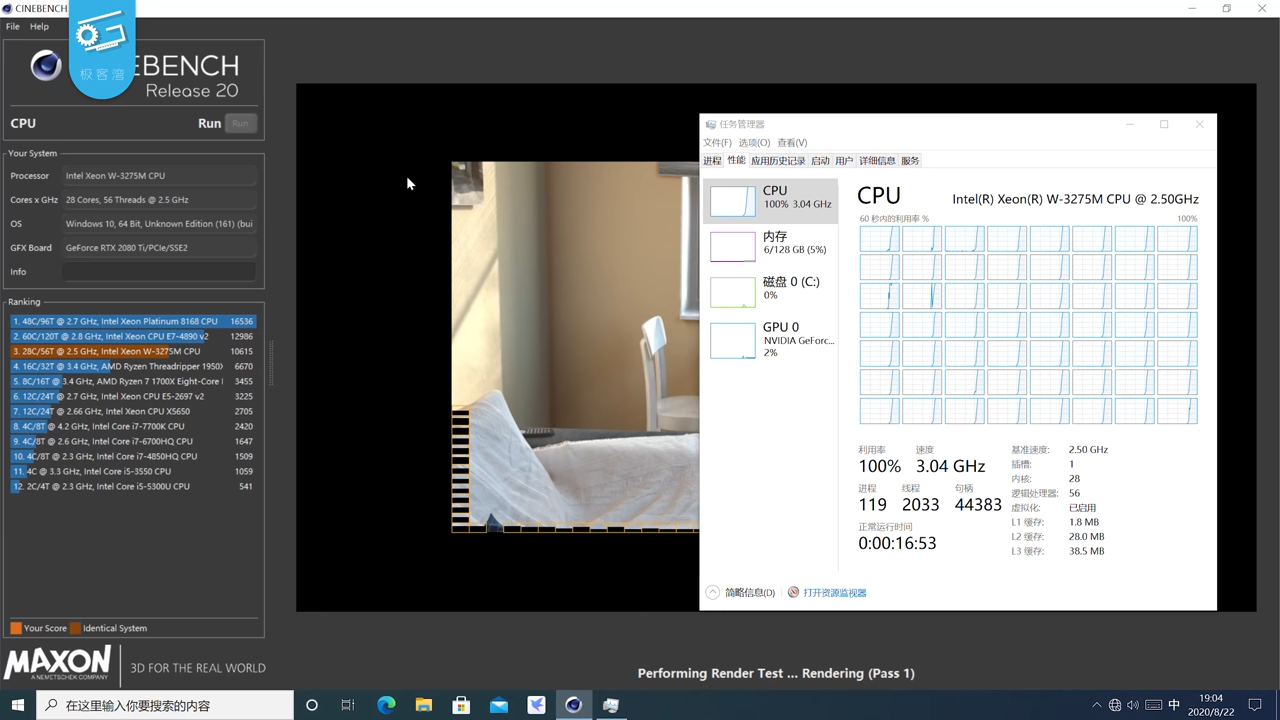 CINEBENCH
File Help
极客湾
EBENCH
Release 20
CPU Run Run
Your System
Processor Intel Xeon W-3275M CPU
Cores x GHz 28 Cores, 56 Threads @ 2.5 GHz
OS Windows 10, 64 Bit, Unknown Edition (161) (bui
GFX Board GeForce RTX 2080 Ti/PCIe/SSE2
Info
Ranking
1. 48C/96T @ 2.7 GHz, Intel Xeon Platinum 8168 CPU 16536
2. 60C/120T @ 2.8 GHz, Intel Xeon CPU E7-4890 v2 12986
3. 28C/56T @ 2.5 GHz, Intel Xeon W-3275M CPU 10615
4. 16C/32T @ 3.4 GHz, AMD Ryzen Threadripper 1950X 6670
5. 8C/16T @ 3.4 GHz, AMD Ryzen 7 1700X Eight-Core 3455
6. 12C/24T @ 2.7 GHz, Intel Xeon CPU E5-2697 v2 3225
7. 12C/24T @ 2.66 GHz, Intel Xeon CPU X5650 2705
8. 4C/8T @ 4.2 GHz, Intel Core i7-7700K CPU 2420
9. 4C/8T @ 2.6 GHz, Intel Core i7-6700HQ CPU 1647
10. 4C/8T @ 2.3 GHz, Intel Core i7-4850HQ CPU 1509
11. 4C @ 3.3 GHz, Intel Core i5-3550 CPU 1059
12. 2C/4T @ 2.3 GHz, Intel Core i5-5300U CPU 541
Your Score Identical System
MAXON
A NEMETSCHEK COMPANY
3D FOR THE REAL WORLD
任务管理器
文件(F) 选项(O) 查看(V)
进程 性能 应用历史记录 启动 用户 详细信息 服务
CPU
100% 3.04 GHz
内存
6/128 GB (5%)
磁盘 0 (C:)
0%
GPU 0
NVIDIA GeForc...
2%
CPU Intel(R) Xeon(R) W-3275M CPU @ 2.50GHz
60 秒内的利用率 % 100%
利用率 速度
100% 3.04 GHz
进程 线程 句柄
119 2033 44383
正常运行时间
0:00:16:53
基准速度: 2.50 GHz
插槽: 1
内核: 28
逻辑处理器: 56
虚拟化: 已启用
L1 缓存: 1.8 MB
L2 缓存: 28.0 MB
L3 缓存: 38.5 MB
简略信息(D) 打开资源监视器
Performing Render Test ... Rendering (Pass 1)
在这里输入你要搜索的内容
中
19:04
2020/8/22